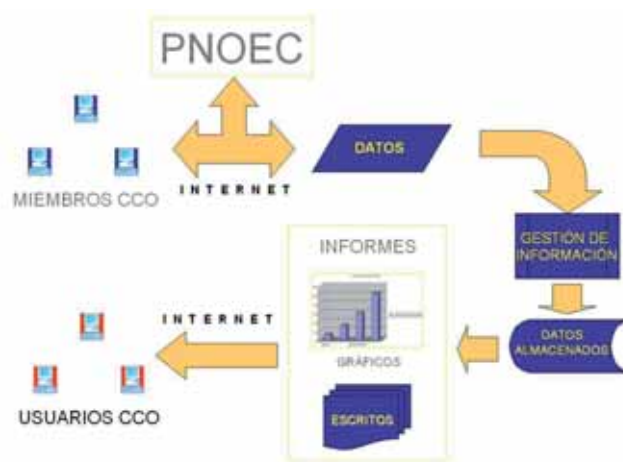 PNOEC
DATOS
INTERNET
MIEMBROS CCO
GESTIÓN DE
INFORMACIÓN
INFORMES
INTERNET
DATOS
ALMACENADOS
GRÁFICOS
USUARIOS CCO
ESCRITOS